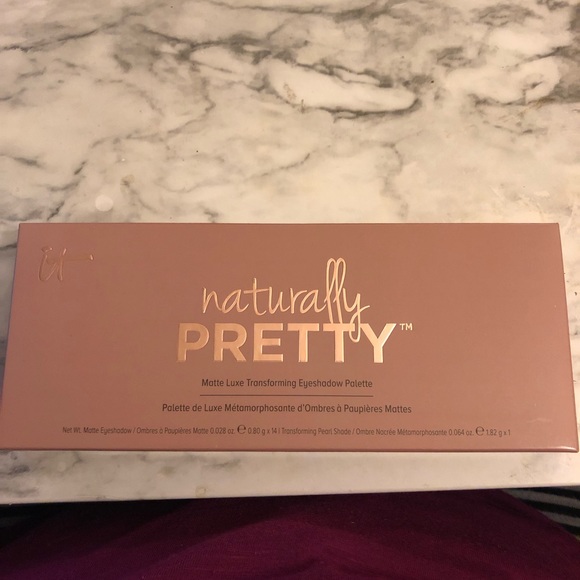 it
naturally
PRETTY™
Matte Luxe Transforming Eyeshadow Palette
Palette de Luxe Métamorphosante d'Ombres à Paupières Mattes
Net Wt. Matte Eyeshadow / Ombres à Paupières Matte 0.028 oz. ℮ 0.80 g x 14 / Transforming Pearl Shade / Ombre Nacrée Métamorphosante 0.064 oz. ℮ 1.82 g x 1